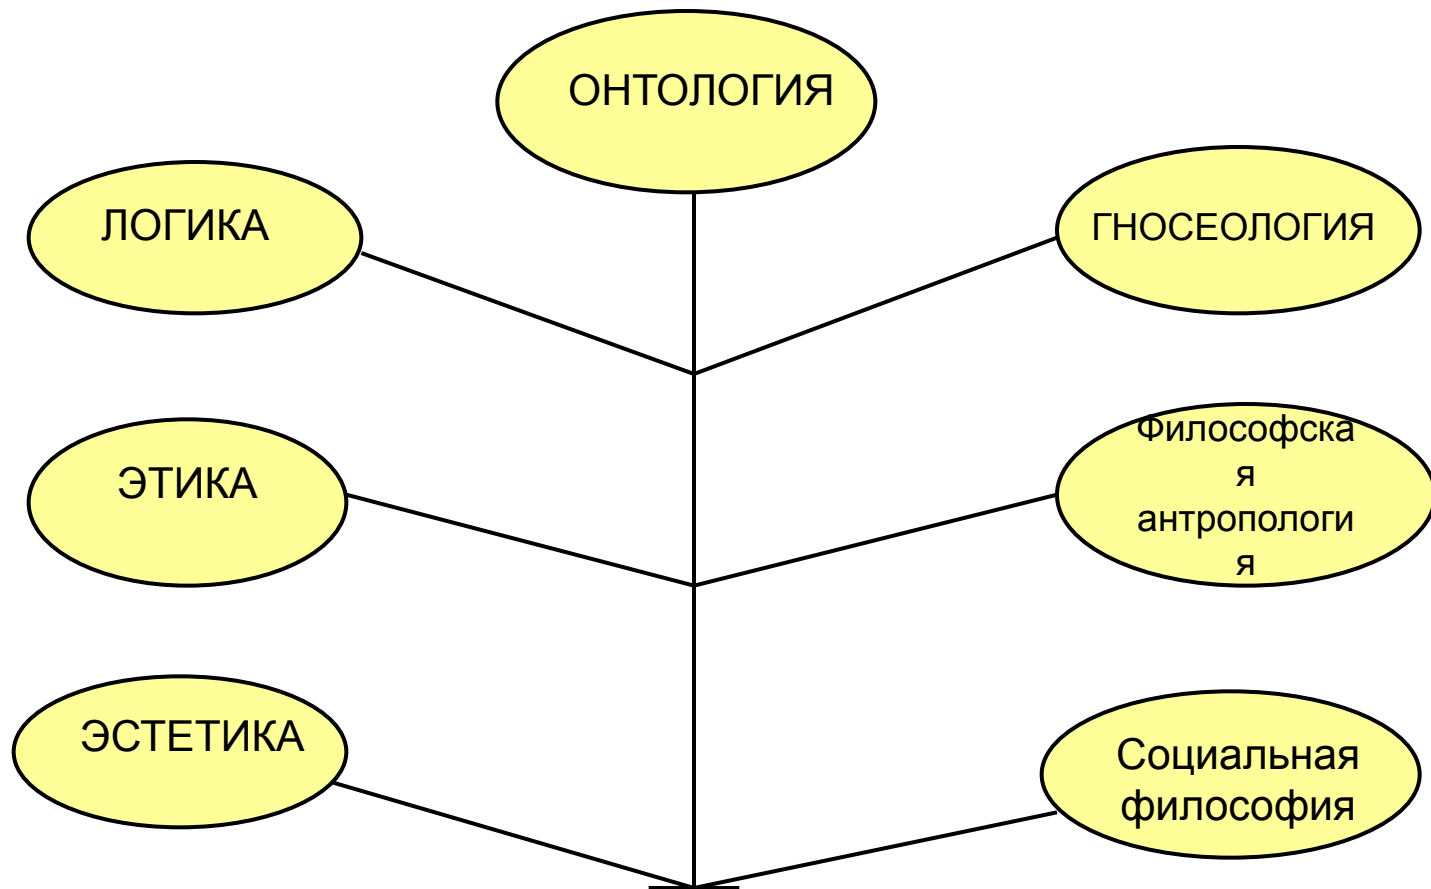 ОНТОЛОГИЯ
ЛОГИКА
ГНОСЕОЛОГИЯ
ЭТИКА
Философска
я
антропологи
я
ЭСТЕТИКА
Социальная
философия